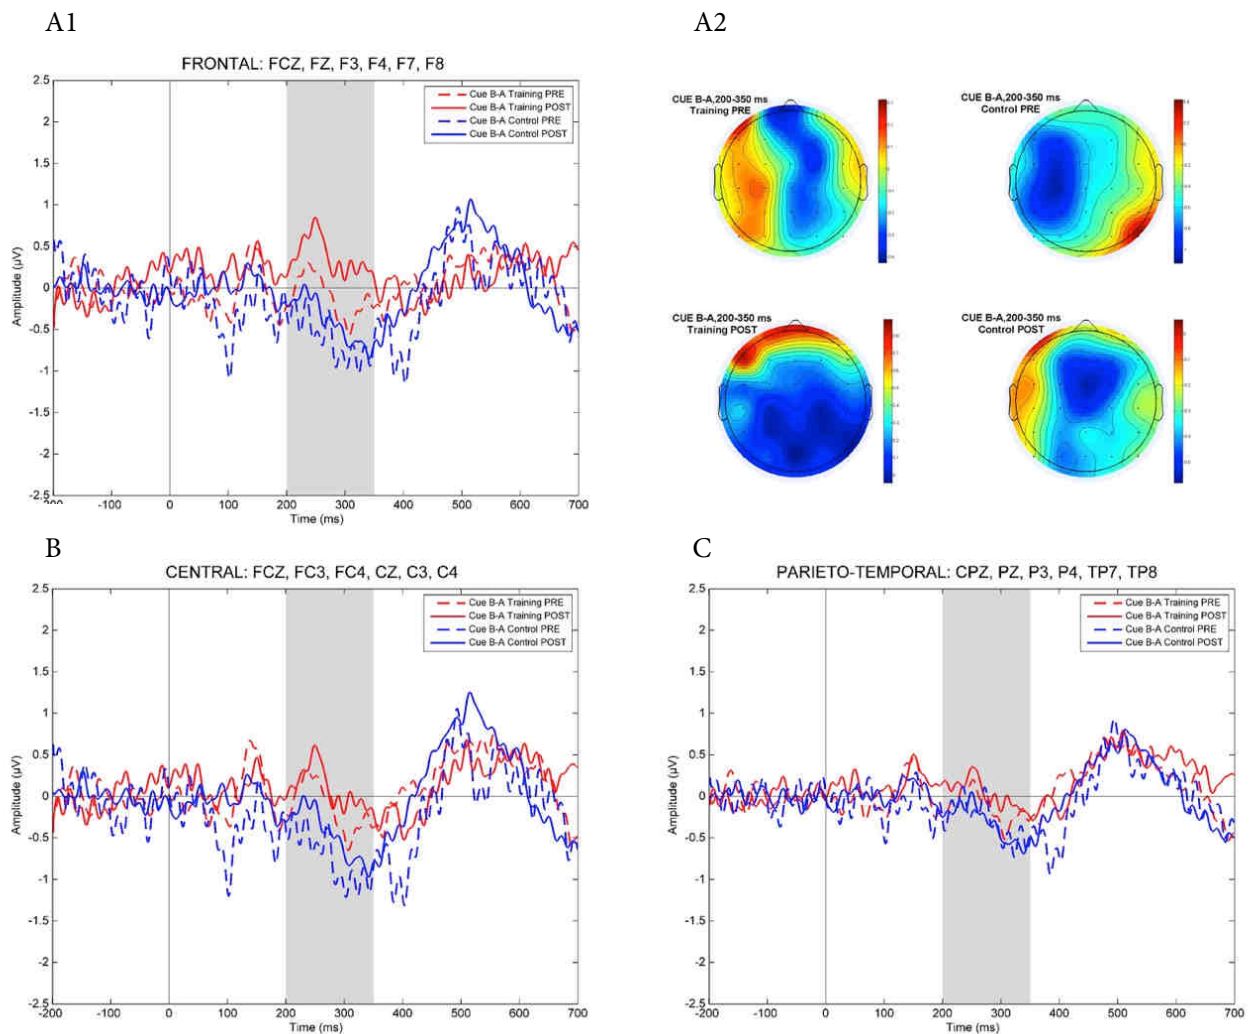 A1
FRONTAL: FCZ, FZ, F3, F4, F7, F8
2.5
2
1.5
1
0.5
0
-0.5
-1
-1.5
-2
-2.5
Amplitude (µV)
Cue B-A Training PRE
Cue B-A Training POST
Cue B-A Control PRE
Cue B-A Control POST
-100 0 100 200 300 400 500 600 700
Time (ms)
A2
CUE B-A,200-350 ms
Training PRE
CUE B-A,200-350 ms
Control PRE
CUE B-A,200-350 ms
Training POST
CUE B-A,200-350 ms
Control POST
B
CENTRAL: FCZ, FC3, FC4, CZ, C3, C4
2.5
2
1.5
1
0.5
0
-0.5
-1
-1.5
-2
-2.5
Amplitude (µV)
Cue B-A Training PRE
Cue B-A Training POST
Cue B-A Control PRE
Cue B-A Control POST
-200 -100 0 100 200 300 400 500 600 700
Time (ms)
C
PARIETO-TEMPORAL: CPZ, PZ, P3, P4, TP7, TP8
2.5
2
1.5
1
0.5
0
-0.5
-1
-1.5
-2
-2.5
Amplitude (µV)
Cue B-A Training PRE
Cue B-A Training POST
Cue B-A Control PRE
Cue B-A Control POST
-200 -100 0 100 200 300 400 500 600 700
Time (ms)